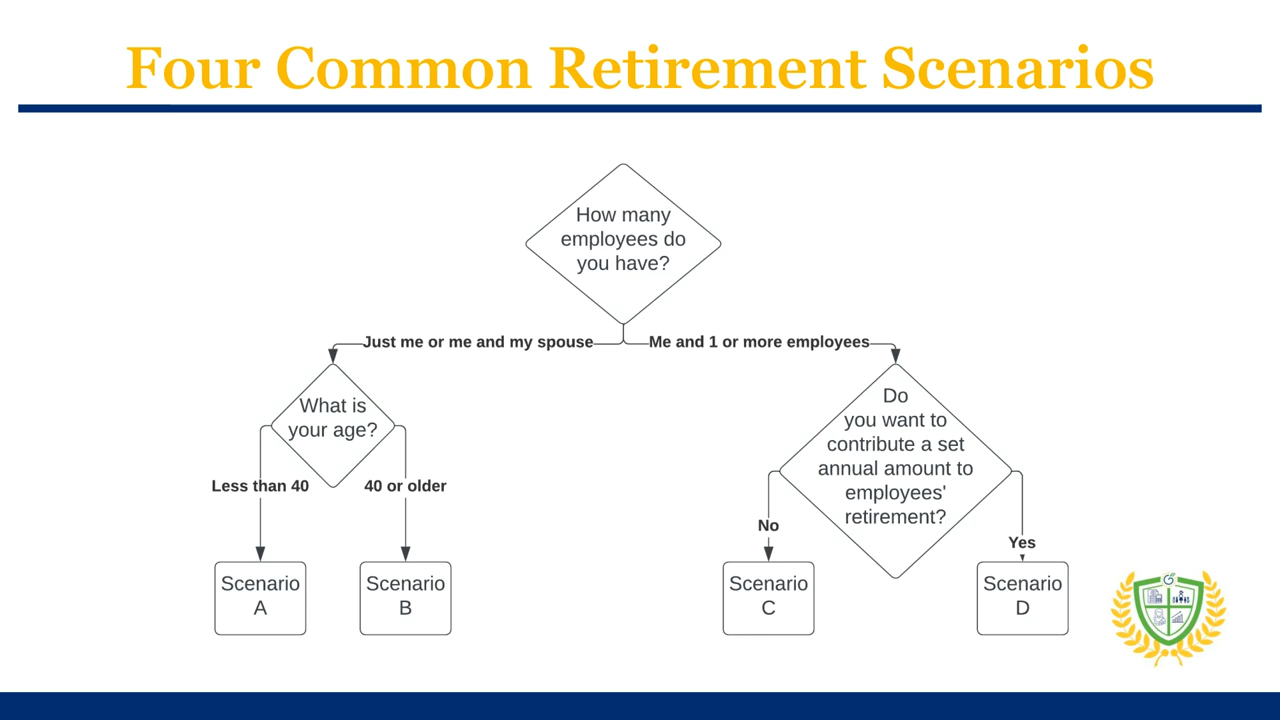 Four Common Retirement Scenarios
How many
employees do
you have?
Just me or me and my spouse
Me and 1 or more employees
What is
your age?
Do
you want to
contribute a set
annual amount to
employees'
retirement?
Less than 40
40 or older
No
Yes
Scenario
A
Scenario
B
Scenario
C
Scenario
D